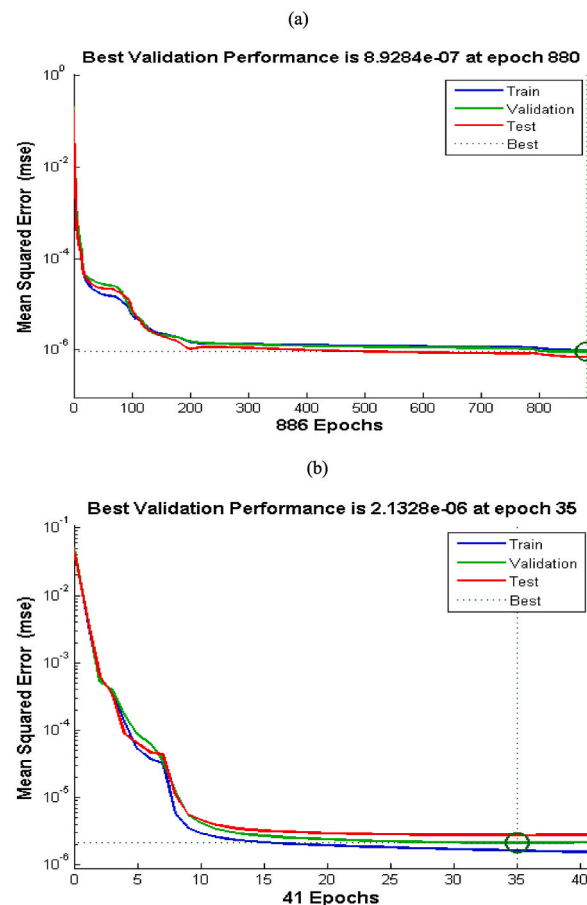 (a)
Best Validation Performance is 8.9284e-07 at epoch 880
Mean Squared Error (mse)
10^0
10^-2
10^-4
10^-6
Train
Validation
Test
Best
0 100 200 300 400 500 600 700 800
886 Epochs
(b)
Best Validation Performance is 2.1328e-06 at epoch 35
Mean Squared Error (mse)
10^-1
10^-2
10^-3
10^-4
10^-5
10^-6
Train
Validation
Test
Best
0 5 10 15 20 25 30 35 40
41 Epochs